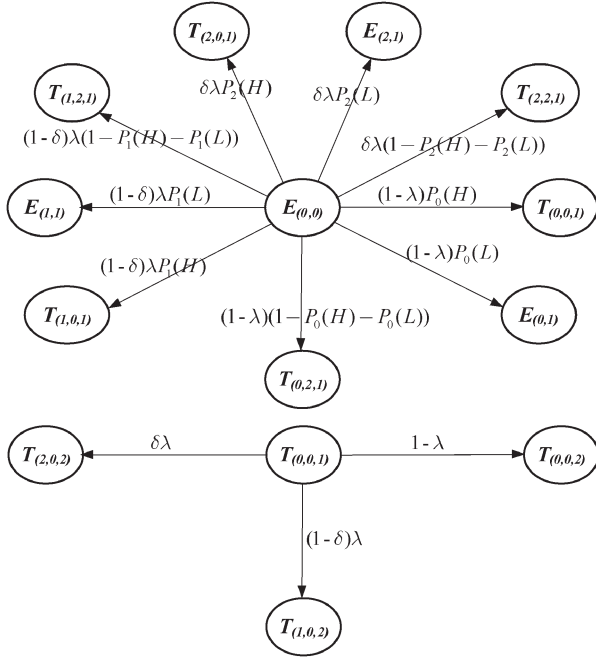 T(2,0,1)
E(2,1)
δλP2(H)
δλP2(L)
T(1,2,1)
T(2,2,1)
(1-δ)λ(1−P1(H)−P1(L))
δλ(1−P2(H)−P2(L))
E(1,1)
(1-δ)λP1(L)
E(0,0)
(1-λ)P0(H)
T(0,0,1)
(1-δ)λP1(H)
(1-λ)P0(L)
T(1,0,1)
(1-λ)(1−P0(H)−P0(L))
E(0,1)
T(0,2,1)
T(2,0,2)
δλ
T(0,0,1)
1-λ
T(0,0,2)
(1-δ)λ
T(1,0,2)